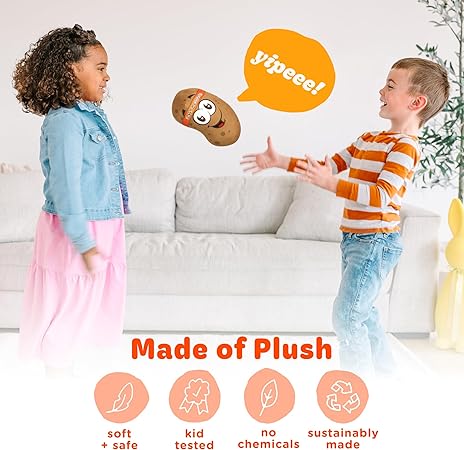 yipeee!
Made of Plush
soft
+ safe
kid
tested
no
chemicals
sustainably
made